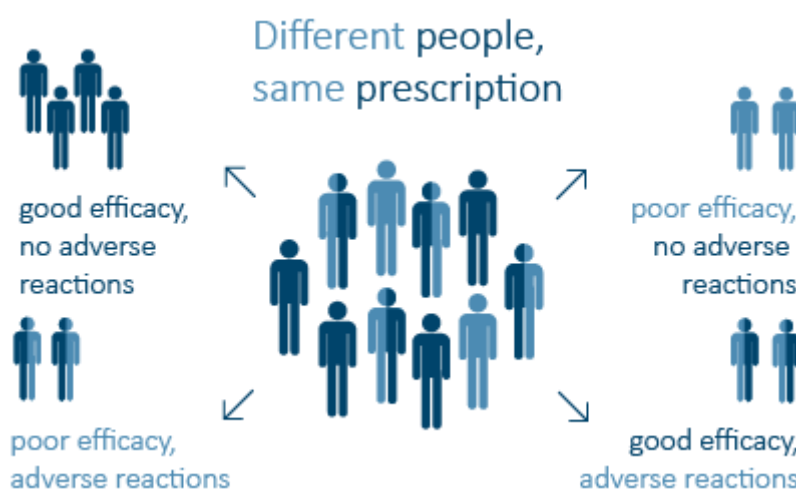 Different people,
same prescription
good efficacy,
no adverse
reactions
poor efficacy,
no adverse
reactions
poor efficacy,
adverse reactions
good efficacy,
adverse reactions